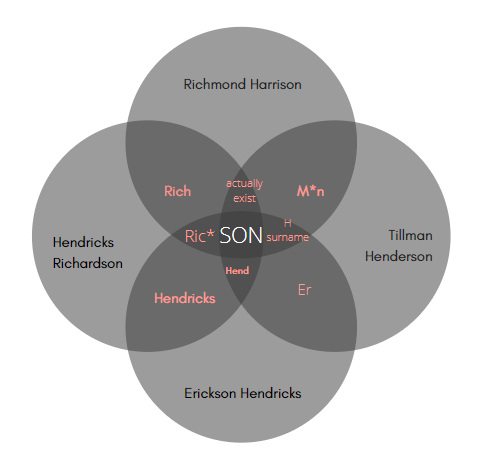 Richmond Harrison
Rich
actually
exist
M*n
Hendricks
Richardson
Ric*
SON
H
surname
Tillman
Henderson
Hend
Hendricks
Er
Erickson Hendricks